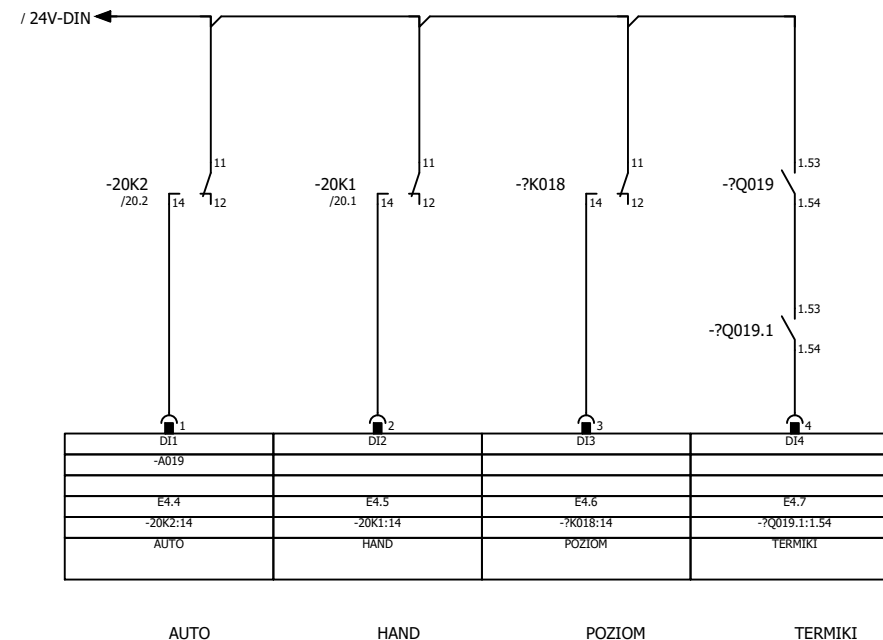 / 24V-DIN
11 11 11 1.53
-20K2 -20K1 -?K018 -?Q019
/20.2 14 12 /20.1 14 12 14 12 1.54
1.53
-?Q019.1
1.54
1 2 3 4
DI1 DI2 DI3 DI4
-A019
E4.4 E4.5 E4.6 E4.7
-20K2:14 -20K1:14 -?K018:14 -?Q019.1:1.54
AUTO HAND POZIOM TERMIKI
AUTO HAND POZIOM TERMIKI